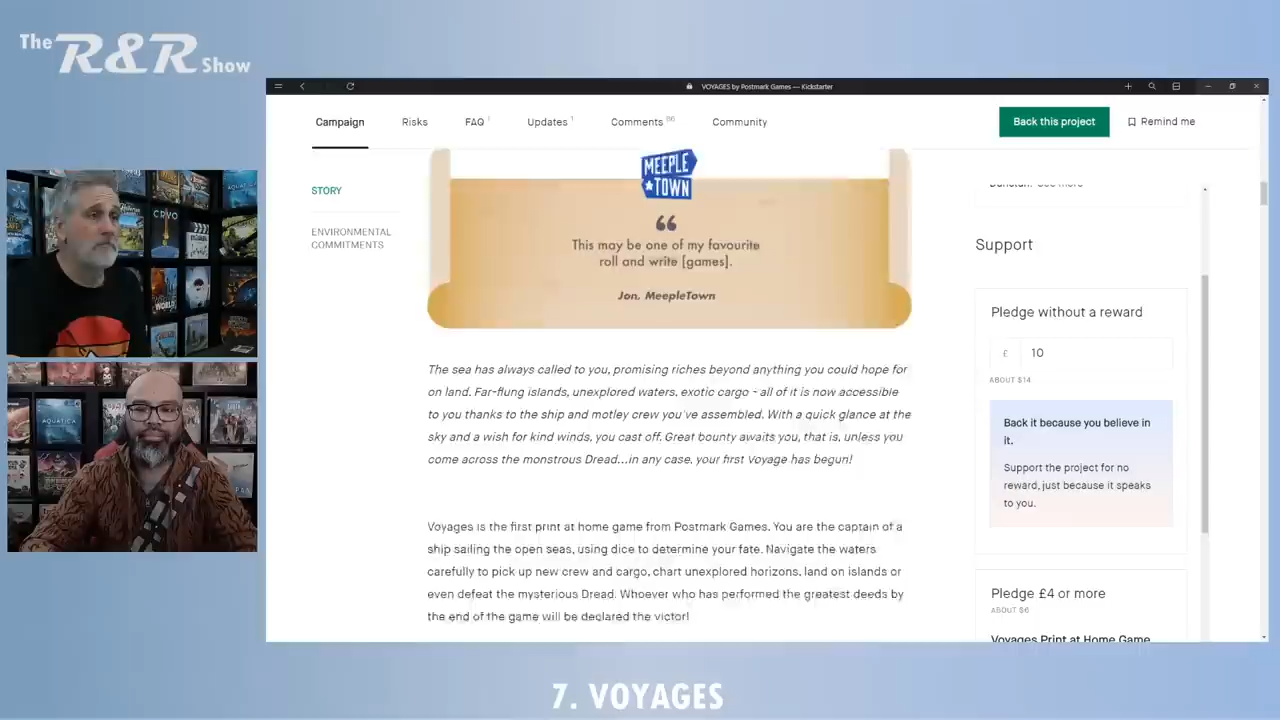 The R&R Show
VOYAGES by Postmark Games — Kickstarter
Campaign
Risks
FAQ 1
Updates 1
Comments 86
Community
Back this project
Remind me
STORY
ENVIRONMENTAL
COMMITMENTS
MEEPLE
TOWN
“
This may be one of my favourite
roll and write [games].
Jon, MeepleTown
The sea has always called to you, promising riches beyond anything you could hope for
on land. Far-flung islands, unexplored waters, exotic cargo - all of it is now accessible
to you thanks to the ship and motley crew you've assembled. With a quick glance at the
sky and a wish for kind winds, you cast off. Great bounty awaits you, that is, unless you
come across the monstrous Dread...in any case, your first Voyage has begun!
Voyages is the first print at home game from Postmark Games. You are the captain of a
ship sailing the open seas, using dice to determine your fate. Navigate the waters
carefully to pick up new crew and cargo, chart unexplored horizons, land on islands or
even defeat the mysterious Dread. Whoever who has performed the greatest deeds by
the end of the game will be declared the victor!
See more
Support
Pledge without a reward
£ 10
ABOUT $14
Back it because you believe in
it.
Support the project for no
reward, just because it speaks
to you.
Pledge £4 or more
ABOUT $6
Voyages Print at Home Game
CRYO
AQUATICA
7. VOYAGES